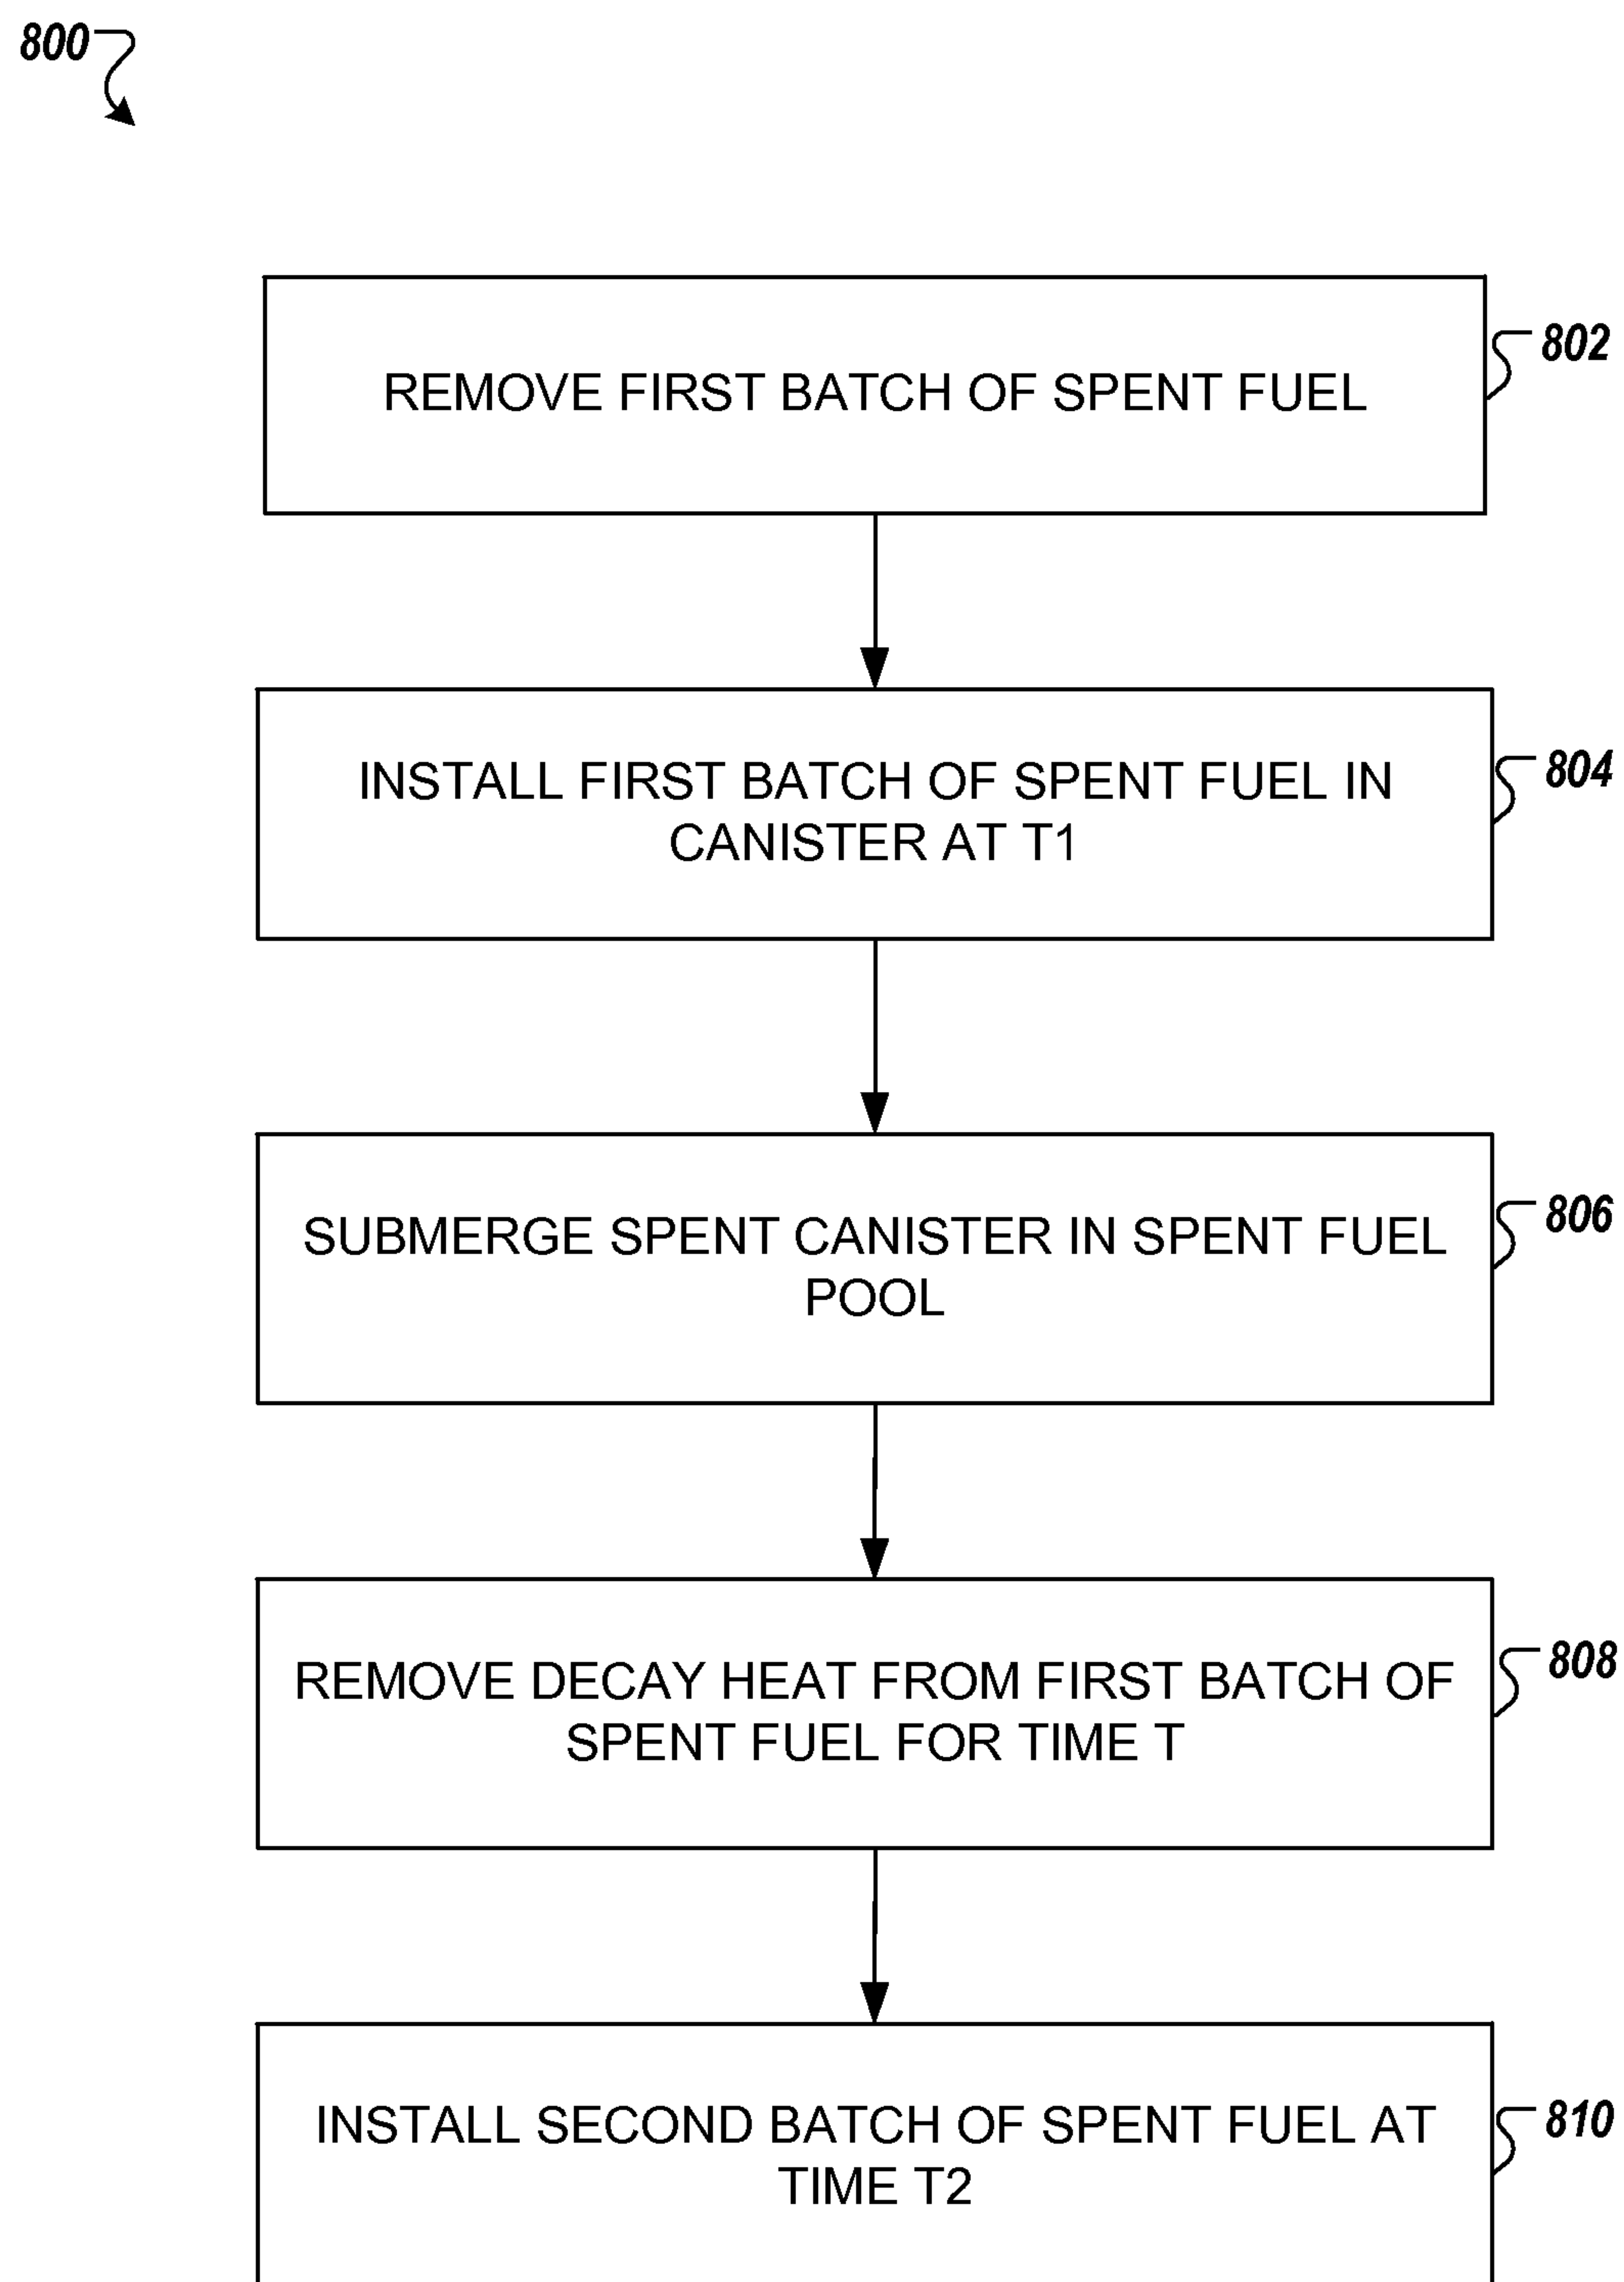 800
REMOVE FIRST BATCH OF SPENT FUEL
802
INSTALL FIRST BATCH OF SPENT FUEL IN
CANISTER AT T1
804
SUBMERGE SPENT CANISTER IN SPENT FUEL
POOL
806
REMOVE DECAY HEAT FROM FIRST BATCH OF
SPENT FUEL FOR TIME T
808
INSTALL SECOND BATCH OF SPENT FUEL AT
TIME T2
810